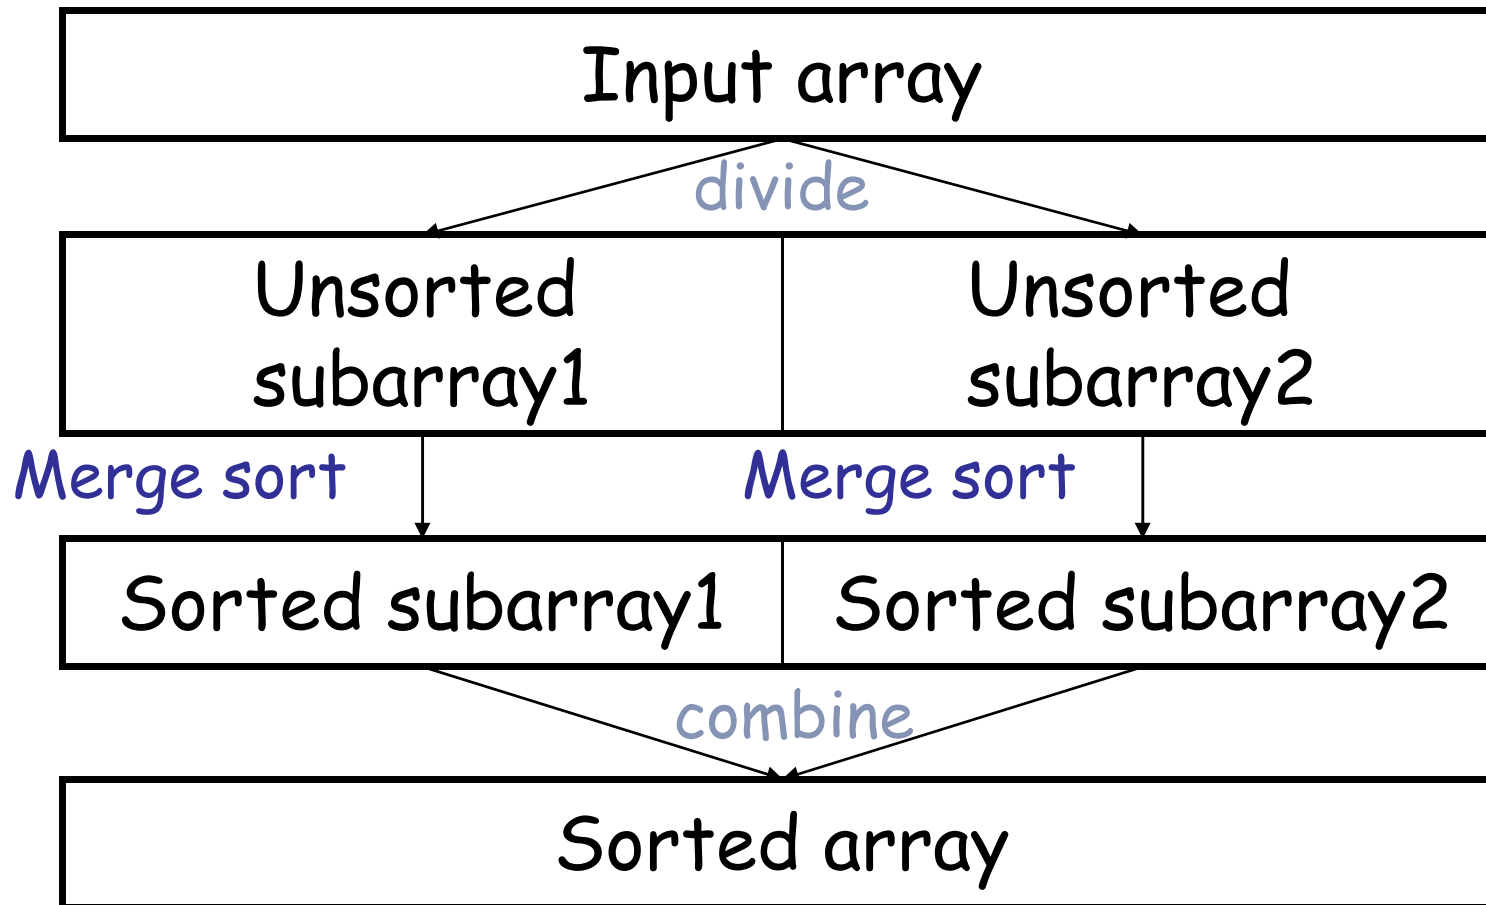 Input array
divide
Unsorted
subarray1
Unsorted
subarray2
Merge sort
Merge sort
Sorted subarray1
Sorted subarray2
combine
Sorted array